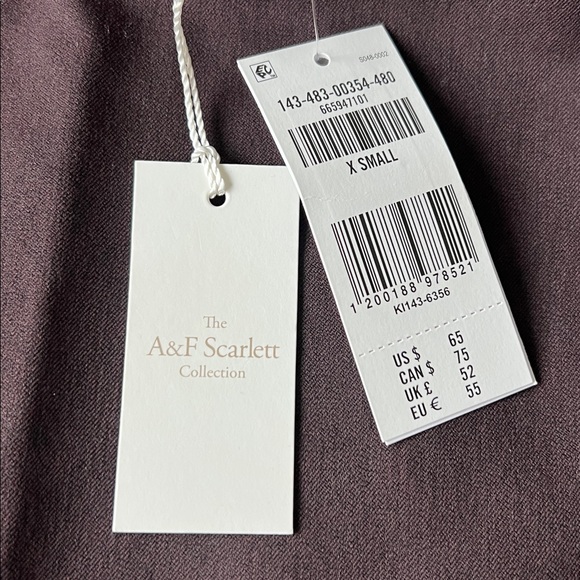 The
A&F Scarlett
Collection
S048-0002
143-483-00354-480
665947101
X SMALL
1 200188 978521
KI143-6356
US $ 65
CAN $ 75
UK £ 52
EU € 55